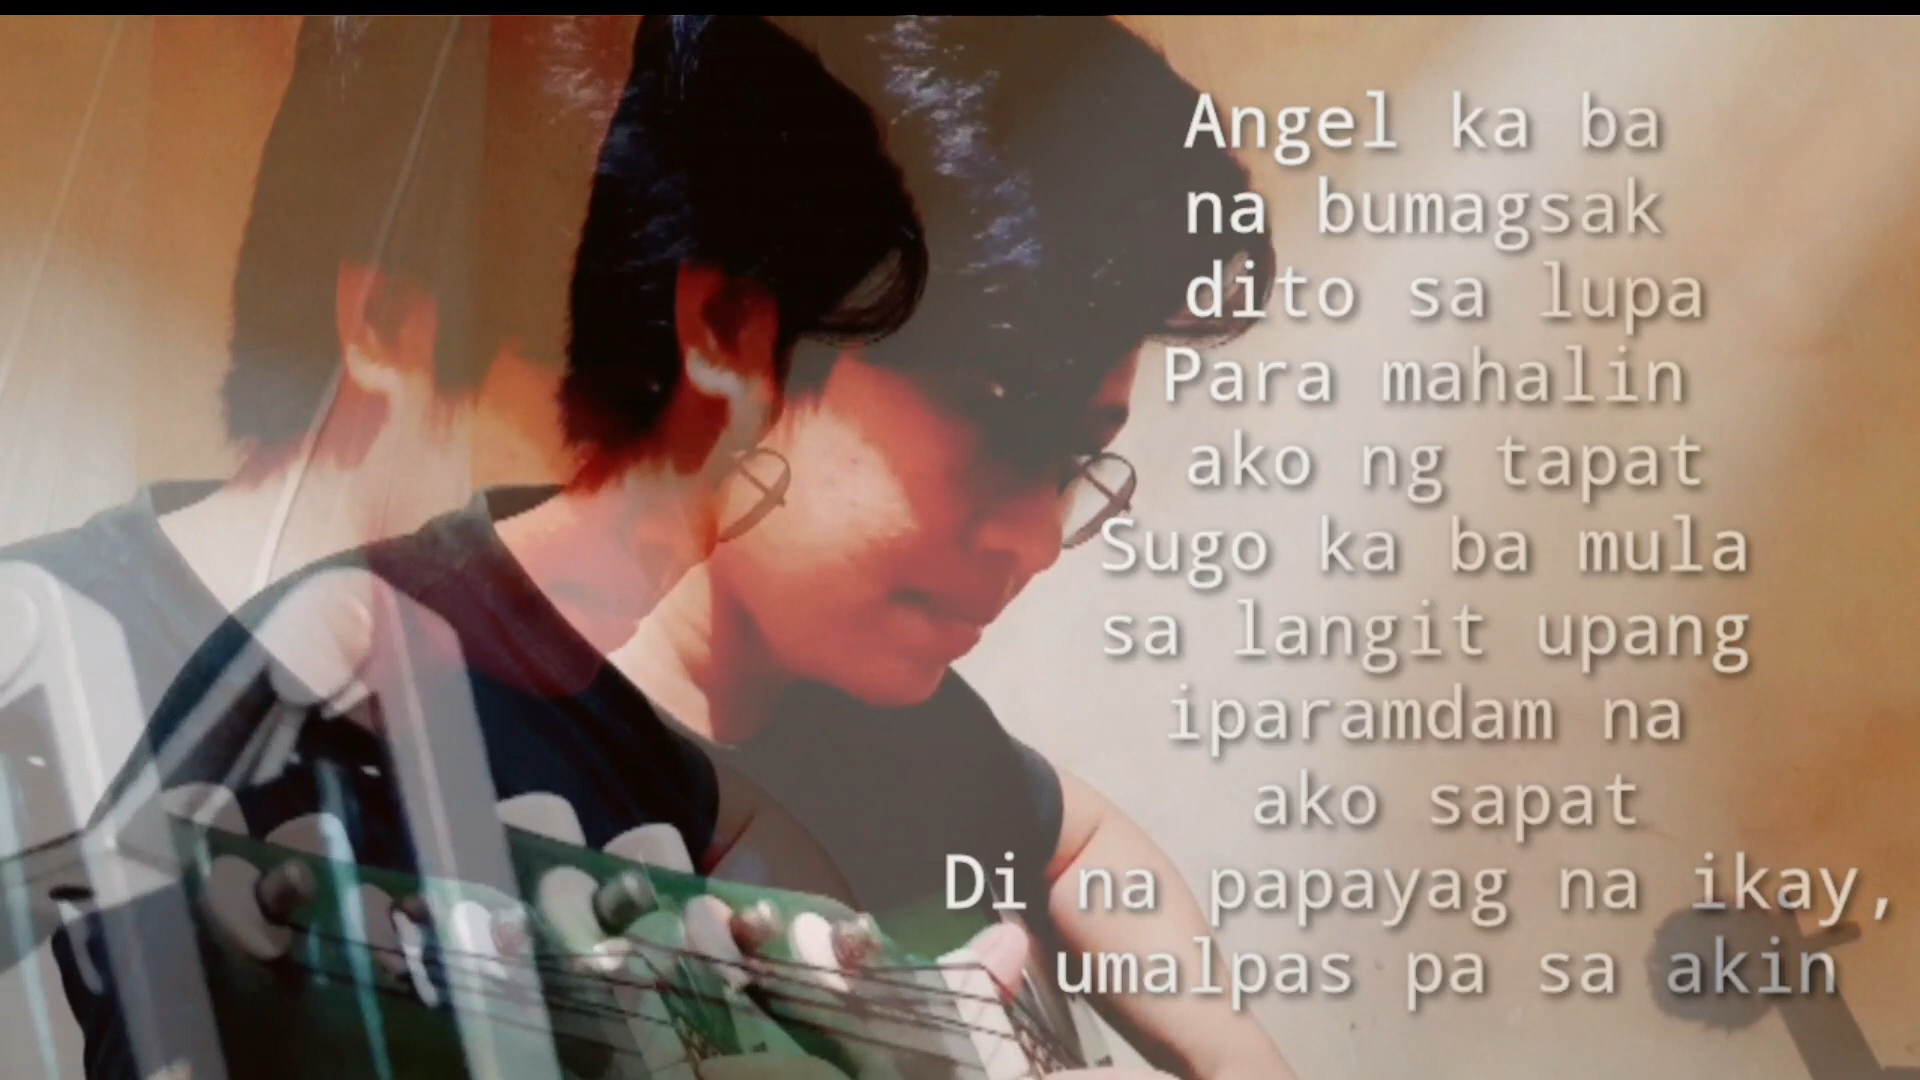 Angel ka ba
na bumagsak
dito sa lupa
Para mahalin
ako ng tapat
Sugo ka ba mula
sa langit upang
iparamdam na
ako sapat
Di na papayag na ikay,
umalpas pa sa akin